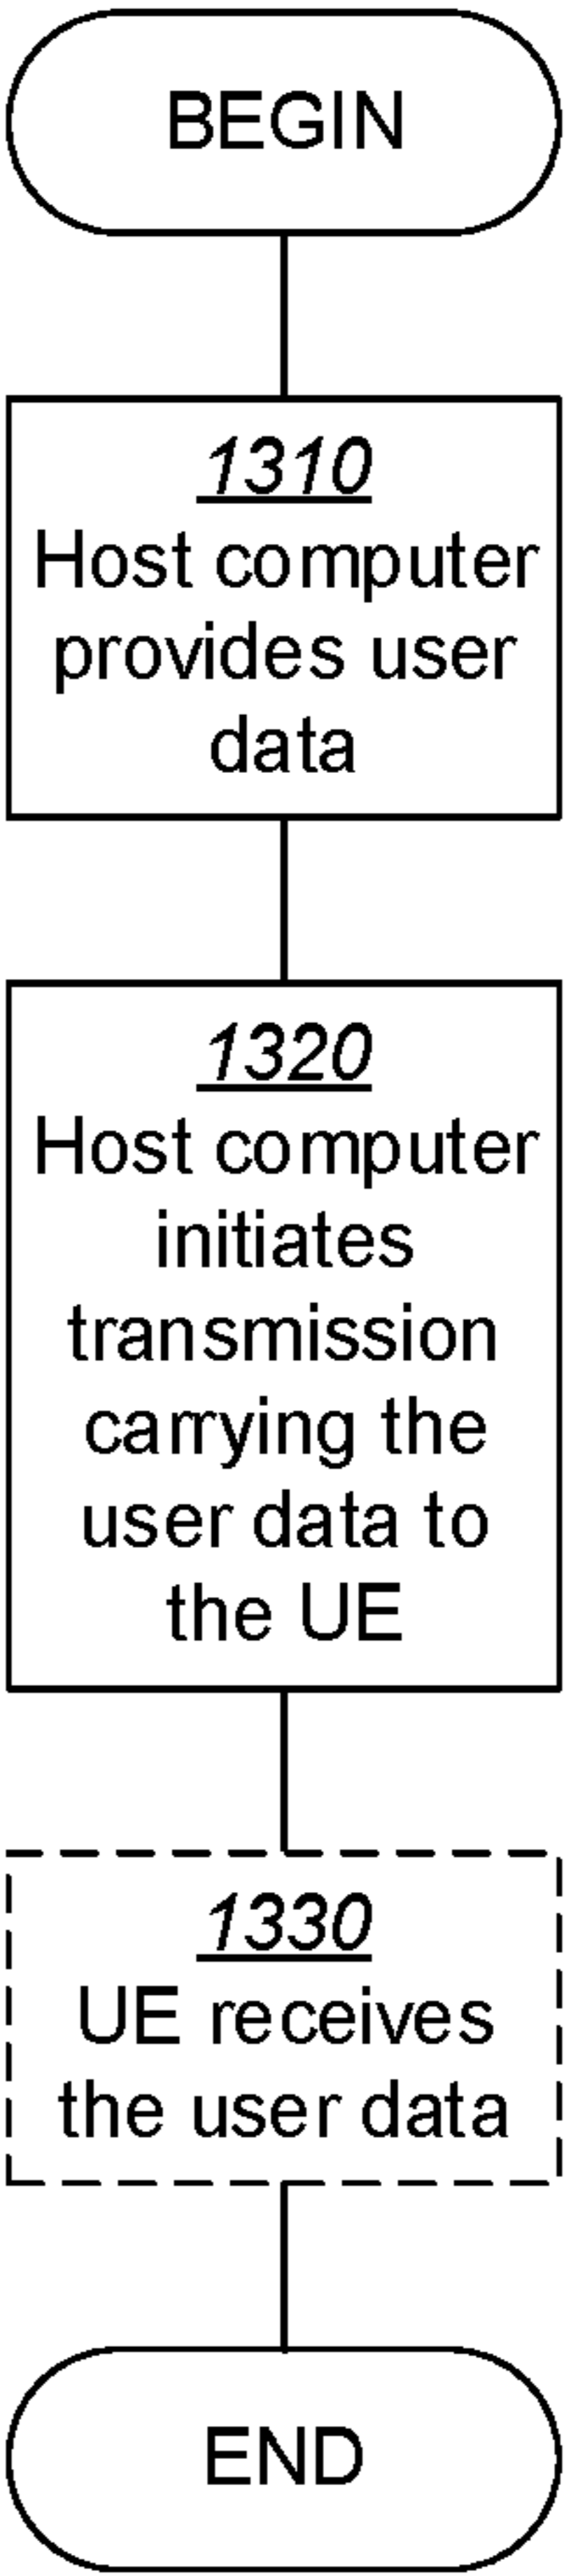 BEGIN
1310
Host computer
provides user
data
1320
Host computer
initiates
transmission
carrying the
user data to
the UE
1330
UE receives
the user data
END